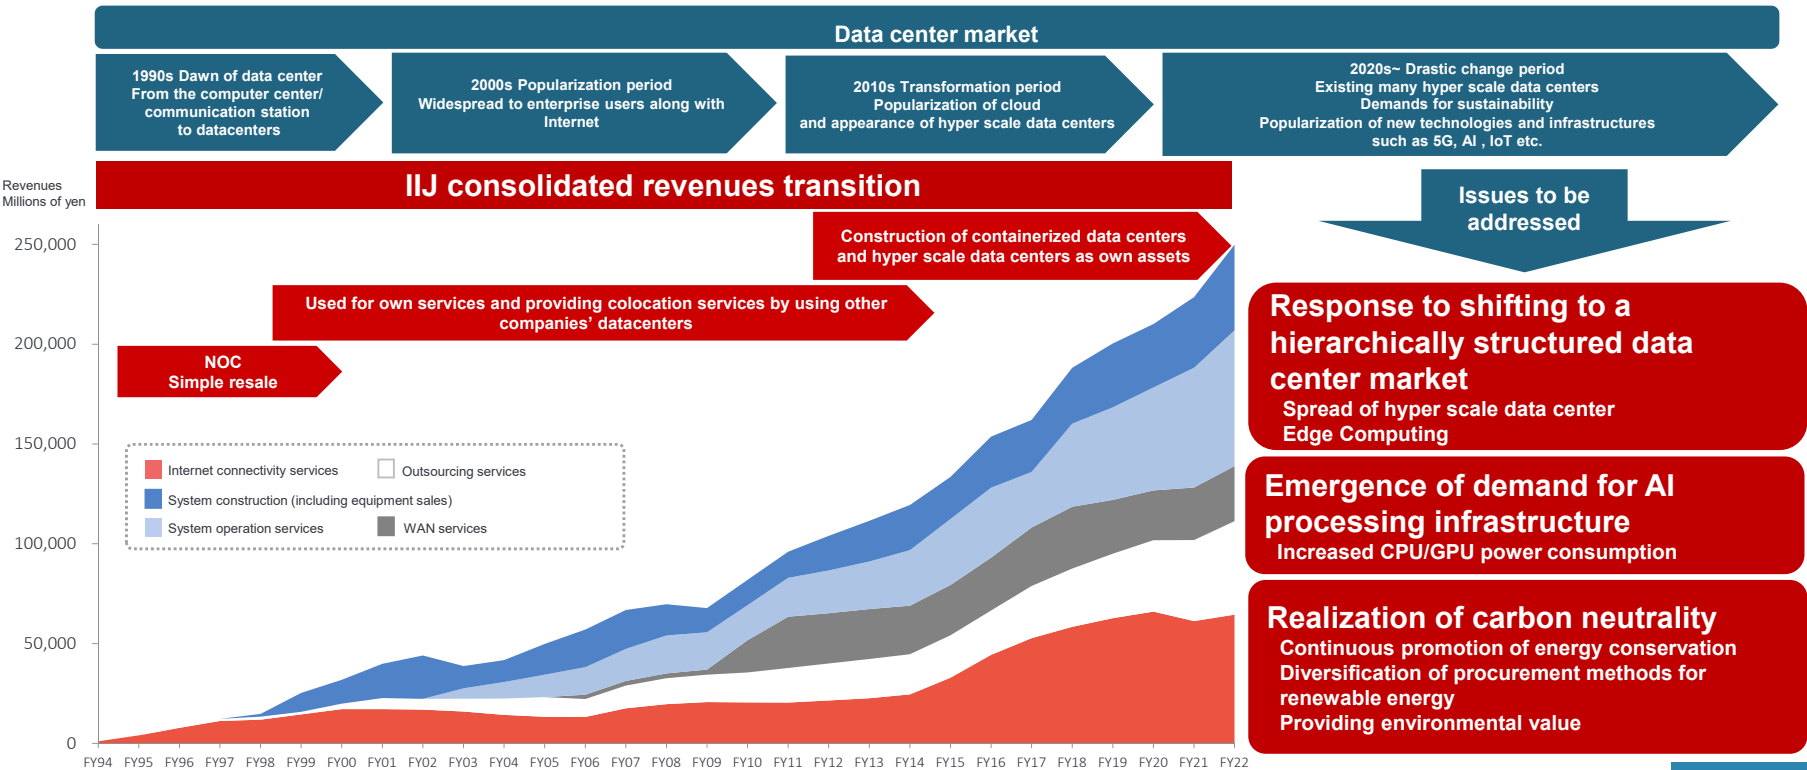 Data center market
1990s Dawn of data center
From the computer center/
communication station
to datacenters
2000s Popularization period
Widespread to enterprise users along with
Internet
2010s Transformation period
Popularization of cloud
and appearance of hyper scale data centers
2020s~ Drastic change period
Existing many hyper scale data centers
Demands for sustainability
Popularization of new technologies and infrastructures
such as 5G, AI , IoT etc.
Revenues
Millions of yen
IIJ consolidated revenues transition
Issues to be
addressed
Construction of containerized data centers
and hyper scale data centers as own assets
Used for own services and providing colocation services by using other
companies’ datacenters
NOC
Simple resale
250,000
200,000
150,000
100,000
50,000
0
Internet connectivity services
Outsourcing services
System construction (including equipment sales)
System operation services
WAN services
FY94 FY95 FY96 FY97 FY98 FY99 FY00 FY01 FY02 FY03 FY04 FY05 FY06 FY07 FY08 FY09 FY10 FY11 FY12 FY13 FY14 FY15 FY16 FY17 FY18 FY19 FY20 FY21 FY22
Response to shifting to a
hierarchically structured data
center market
Spread of hyper scale data center
Edge Computing
Emergence of demand for AI
processing infrastructure
Increased CPU/GPU power consumption
Realization of carbon neutrality
Continuous promotion of energy conservation
Diversification of procurement methods for
renewable energy
Providing environmental value